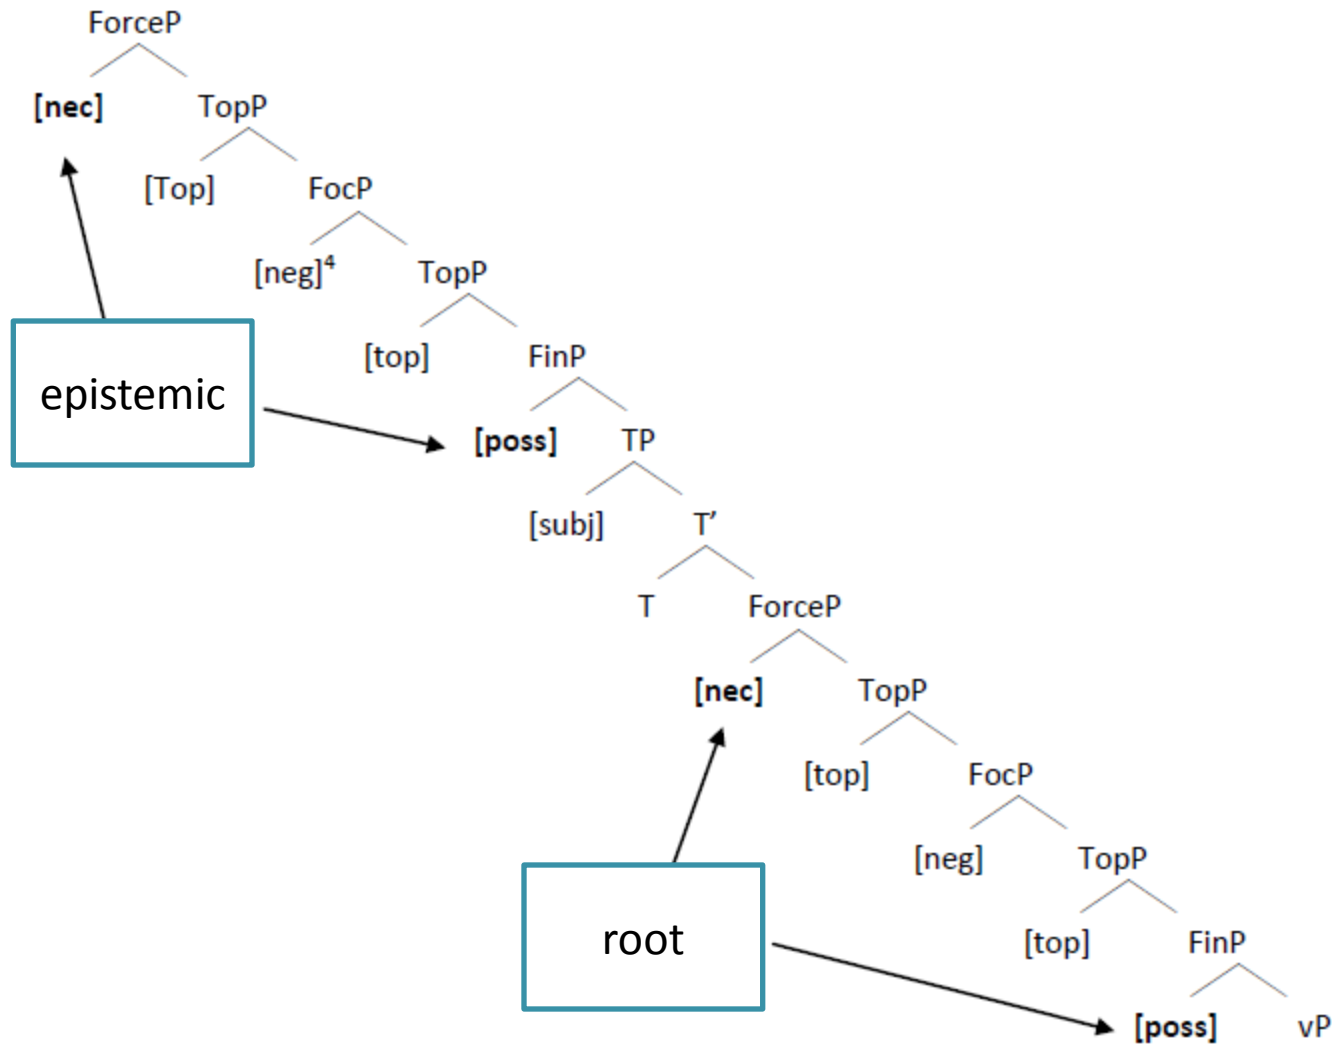 ForceP
[nec] TopP
[Top] FocP
[neg]⁴ TopP
[top] FinP
epistemic
[poss] TP
[subj] T’
T ForceP
[nec] TopP
[top] FocP
[neg] TopP
root
[top] FinP
[poss] vP